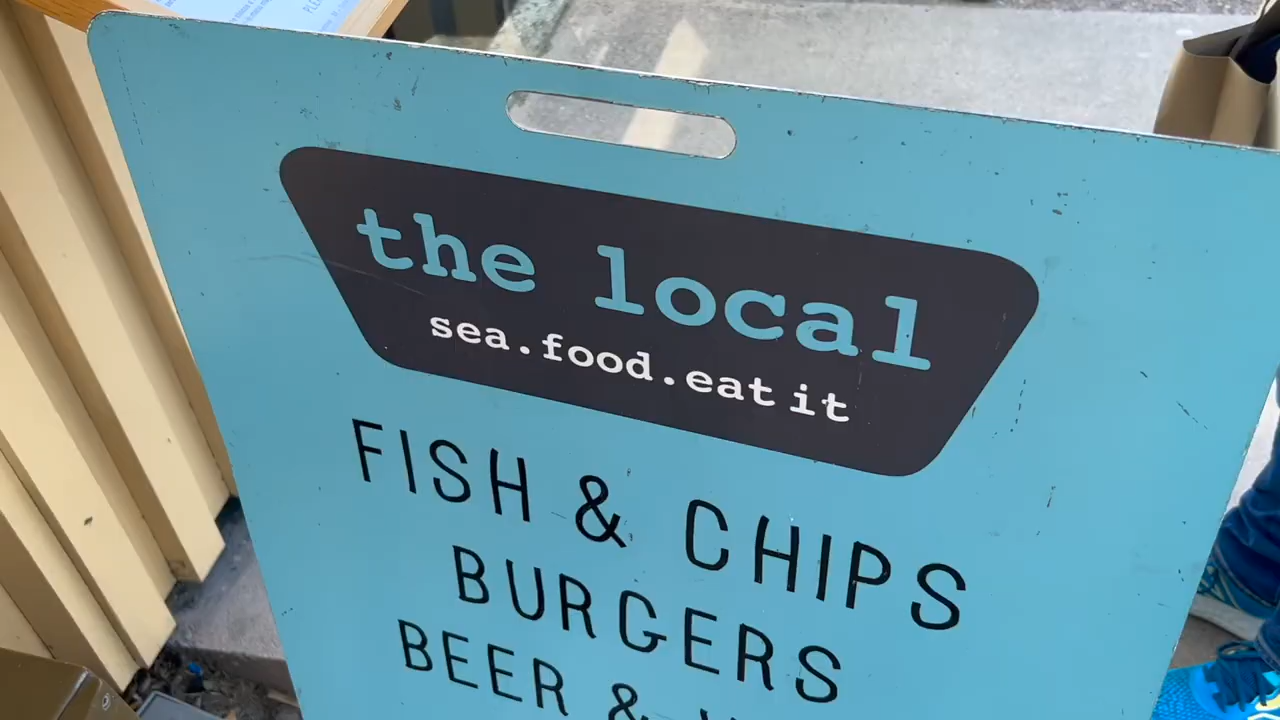 the local
sea.food.eat it
FISH & CHIPS
BURGERS
BEER &